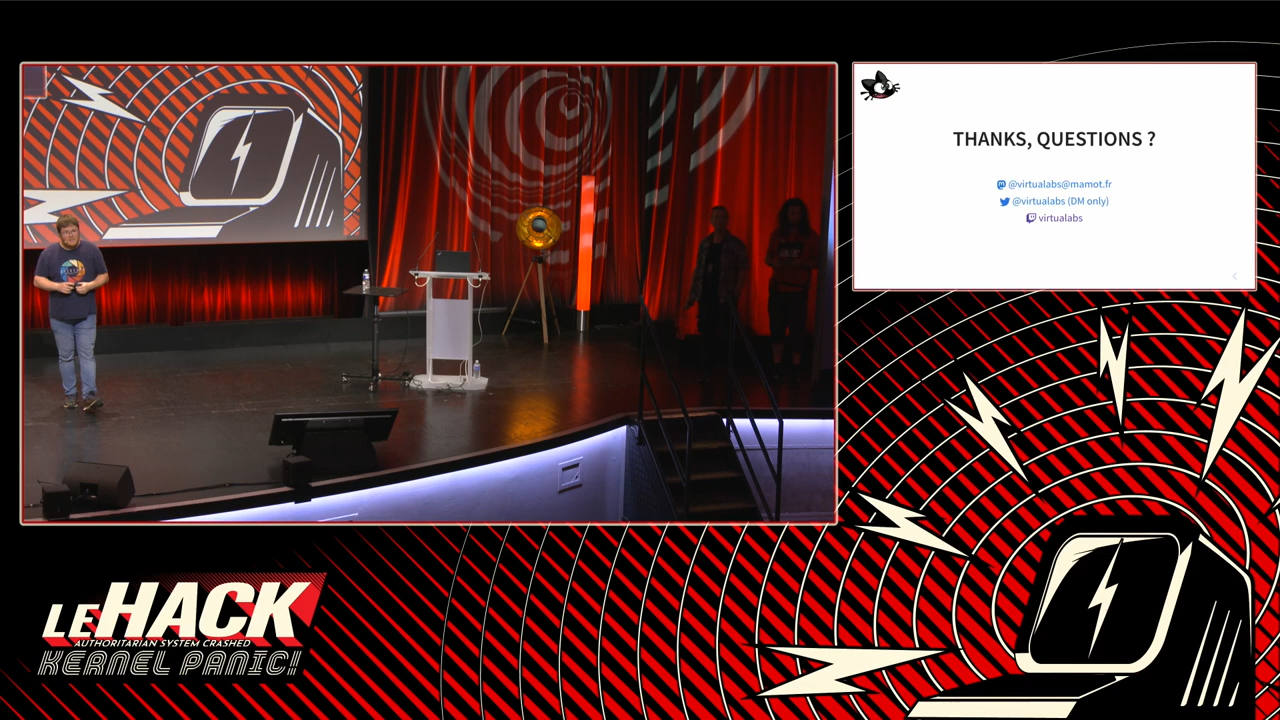 THANKS, QUESTIONS ?
@virtualabs@mamot.fr
@virtualabs (DM only)
virtualabs
LEHACK
AUTHORITARIAN SYSTEM CRASHED
KERNEL PANIC!